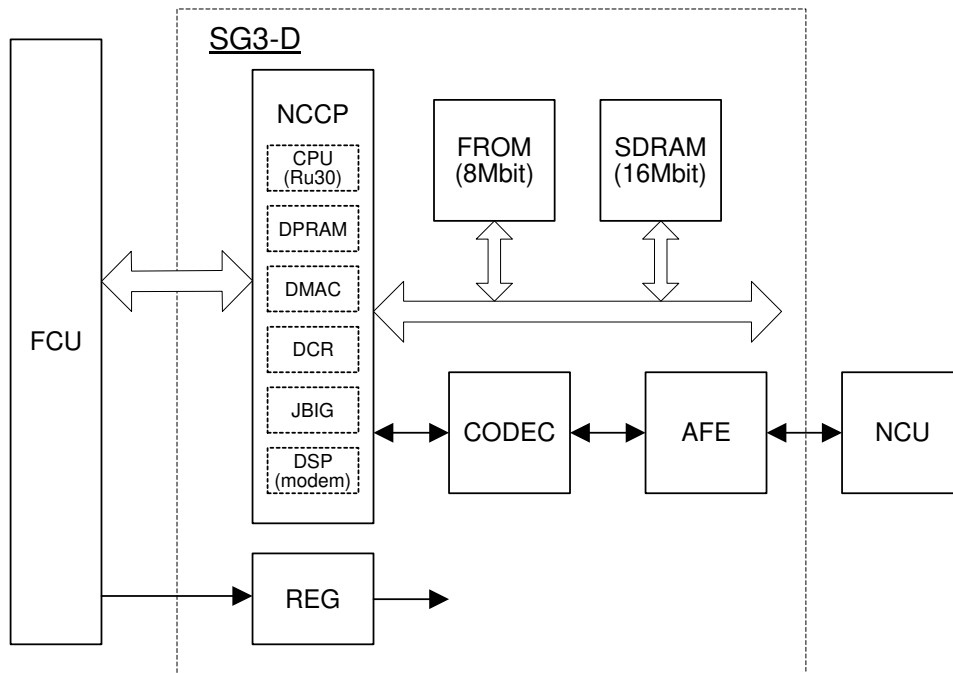 SG3-D
NCCP
CPU
(Ru30)
DPRAM
DMAC
DCR
JBIG
DSP
(modem)
FROM
(8Mbit)
SDRAM
(16Mbit)
FCU
CODEC
AFE
NCU
REG